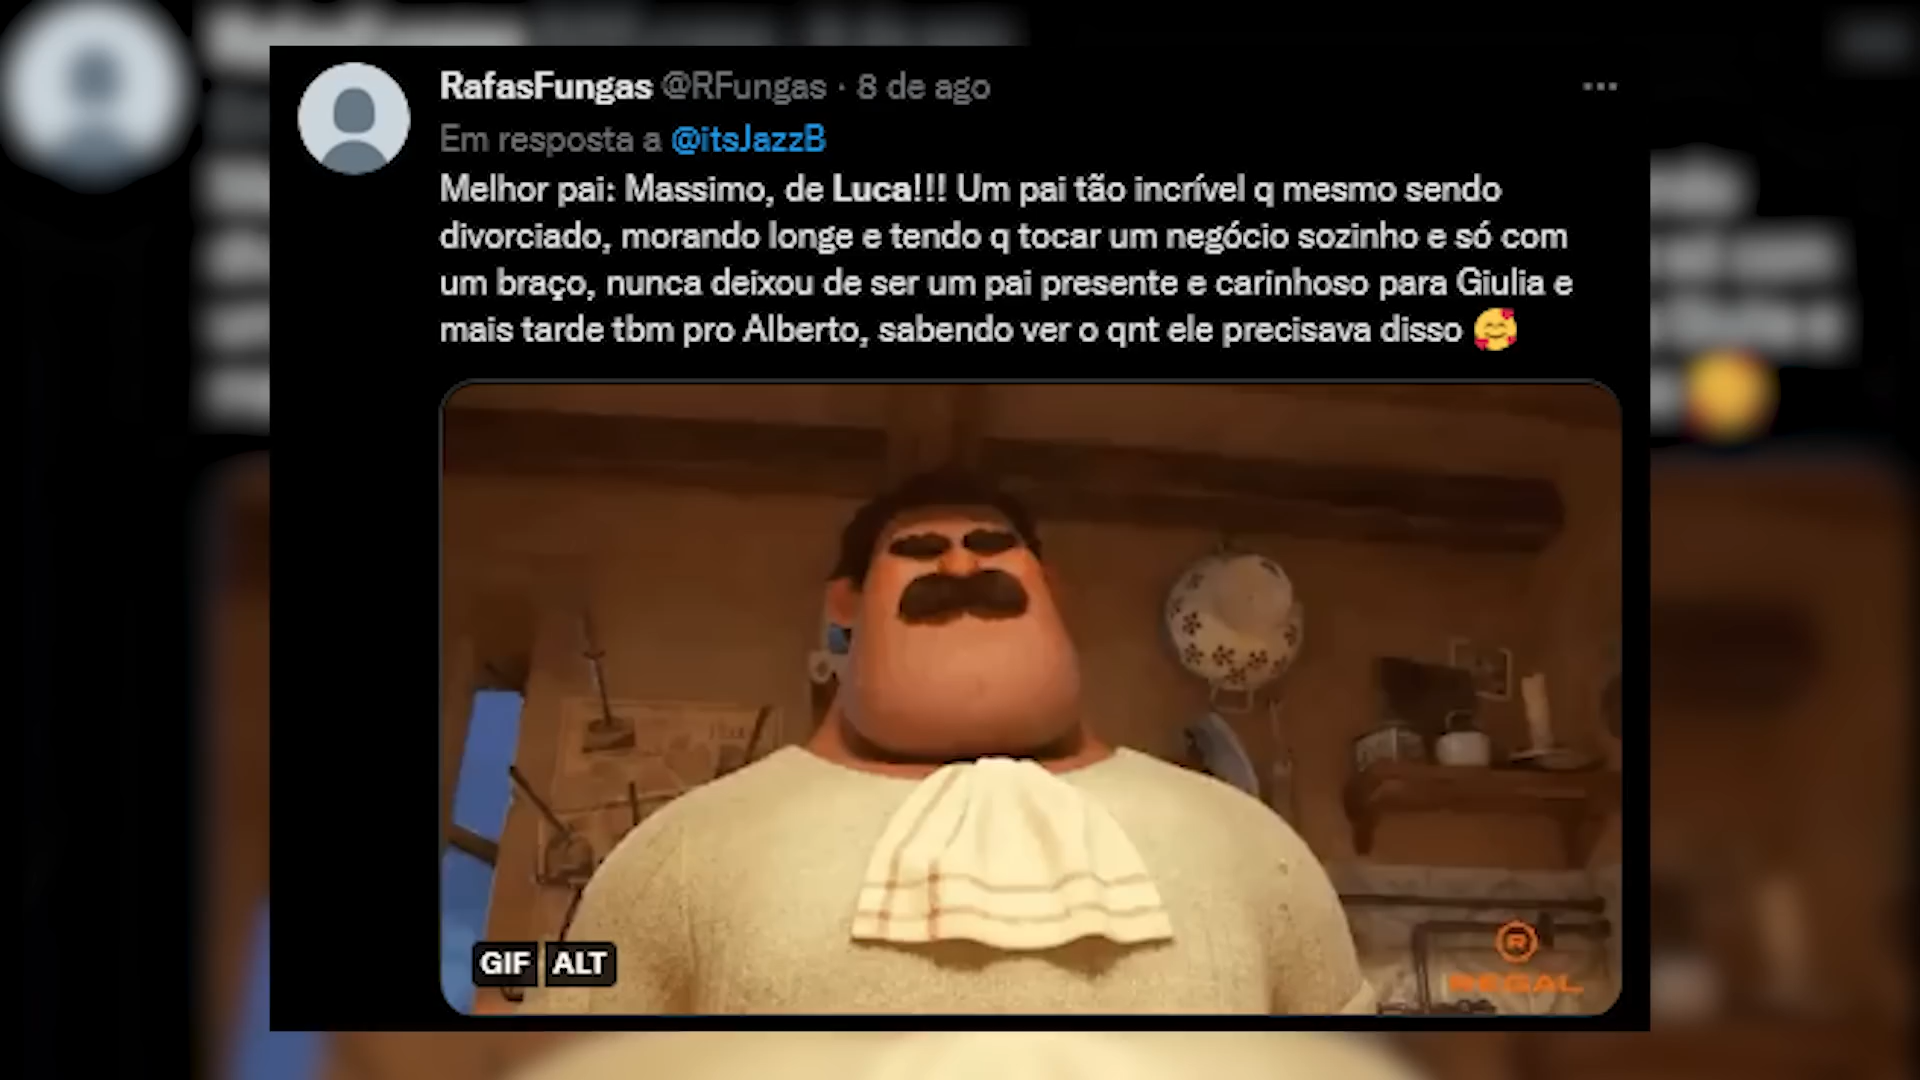 RafasFungas @RFungas · 8 de ago
Em resposta a @itsJazzB
Melhor pai: Massimo, de Luca!!! Um pai tão incrível q mesmo sendo
divorciado, morando longe e tendo q tocar um negócio sozinho e só com
um braço, nunca deixou de ser um pai presente e carinhoso para Giulia e
mais tarde tbm pro Alberto, sabendo ver o qnt ele precisava disso 🥰
GIF ALT
R
REGAL